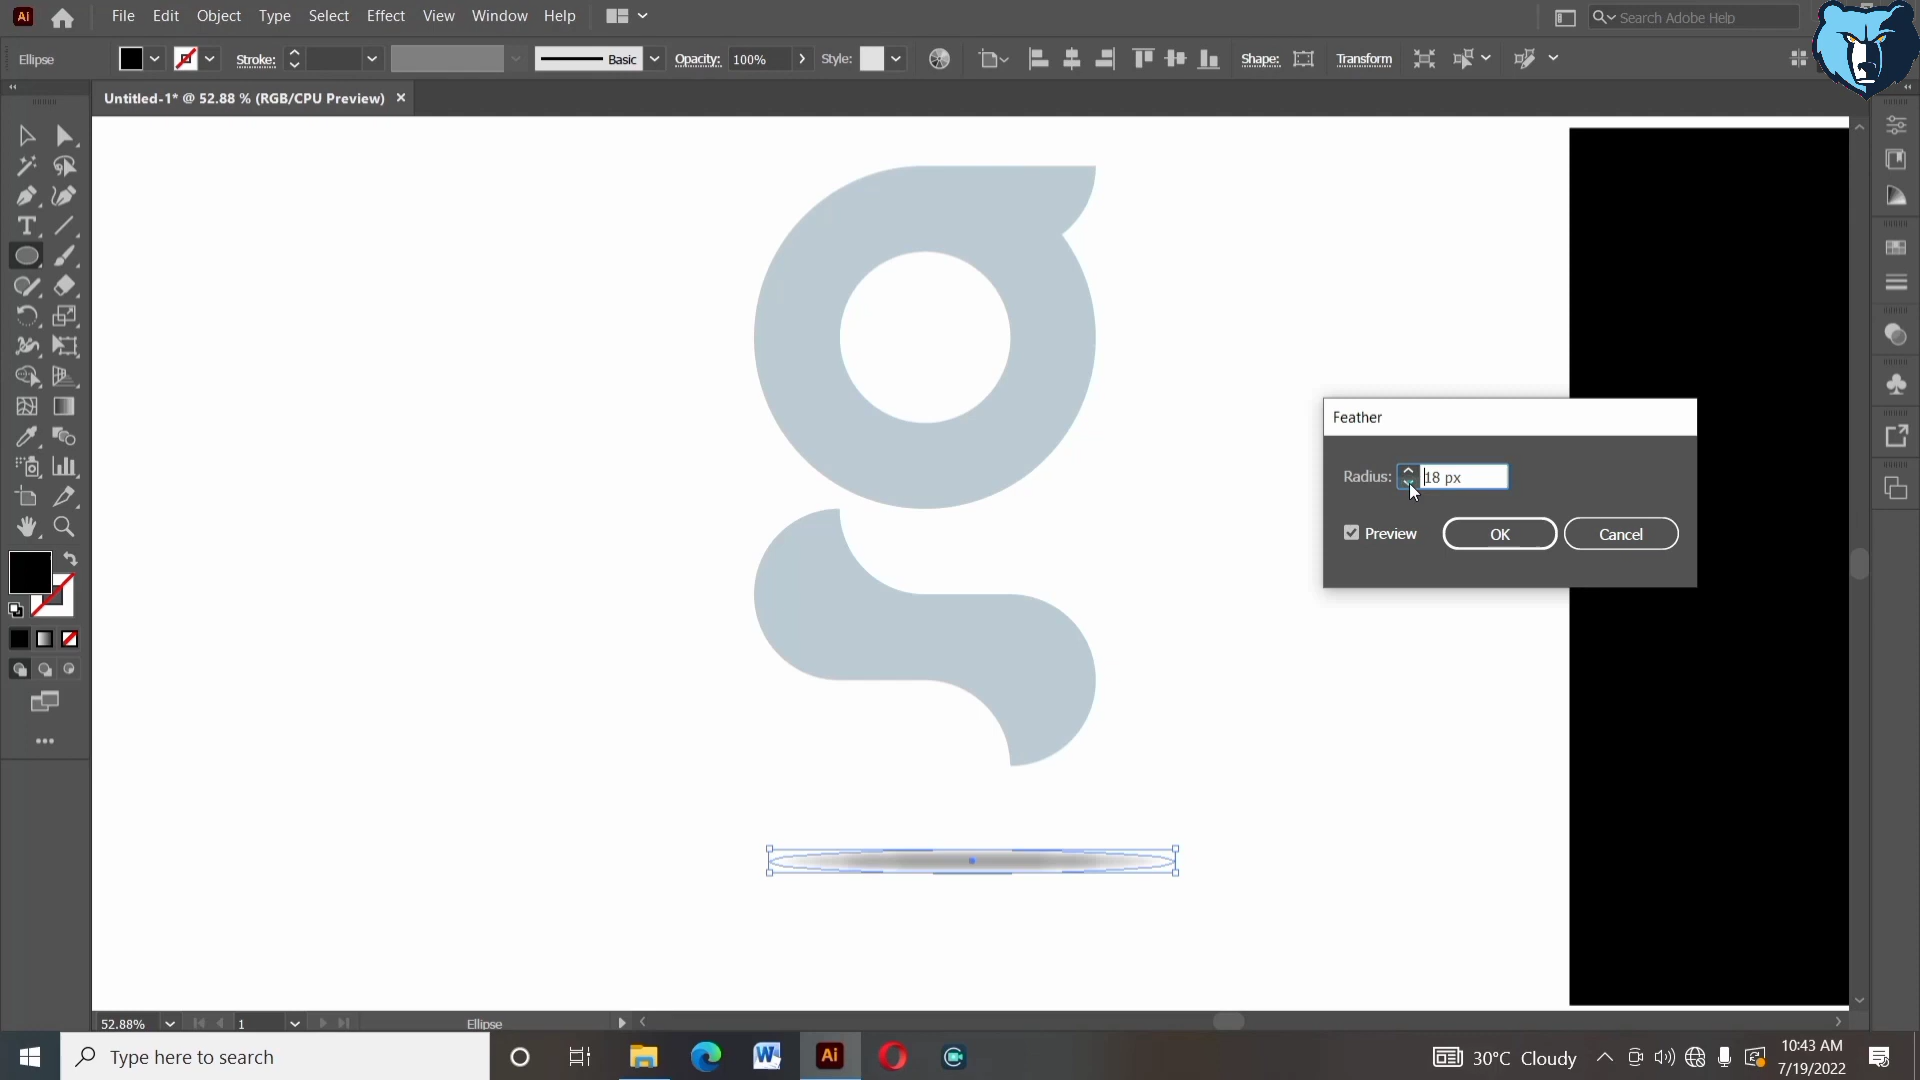 Ai File Edit Object Type Select Effect View Window Help Search Adobe Help
Ellipse Stroke: Basic Opacity: 100% Style: Shape: Transform
Untitled-1* @ 52.88 % (RGB/CPU Preview) ×
Feather
Radius: 18 px
Preview OK Cancel
52.88% 1 Ellipse
Type here to search W Ai 30°C Cloudy 10:43 AM
7/19/2022